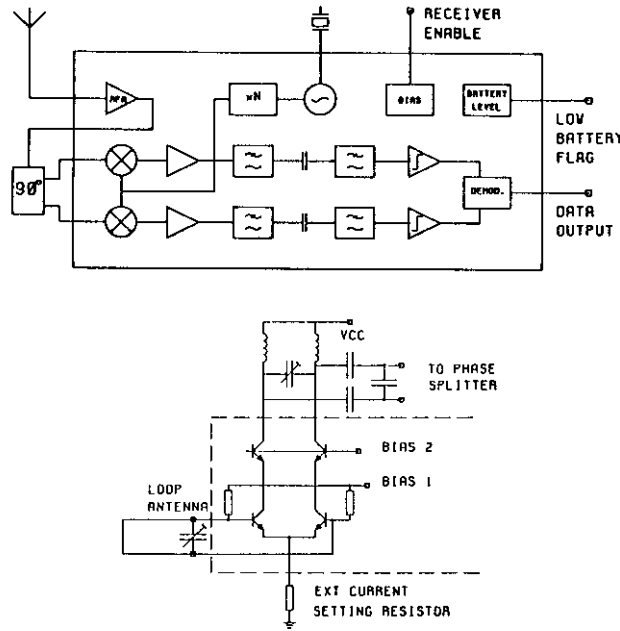 RECEIVER
ENABLE
RFA
xN
BIAS
BATTERY
LEVEL
LOW
BATTERY
FLAG
90°
DEMOD.
DATA
OUTPUT
VCC
TO PHASE
SPLITTER
BIAS 2
BIAS 1
LOOP
ANTENNA
EXT CURRENT
SETTING RESISTOR